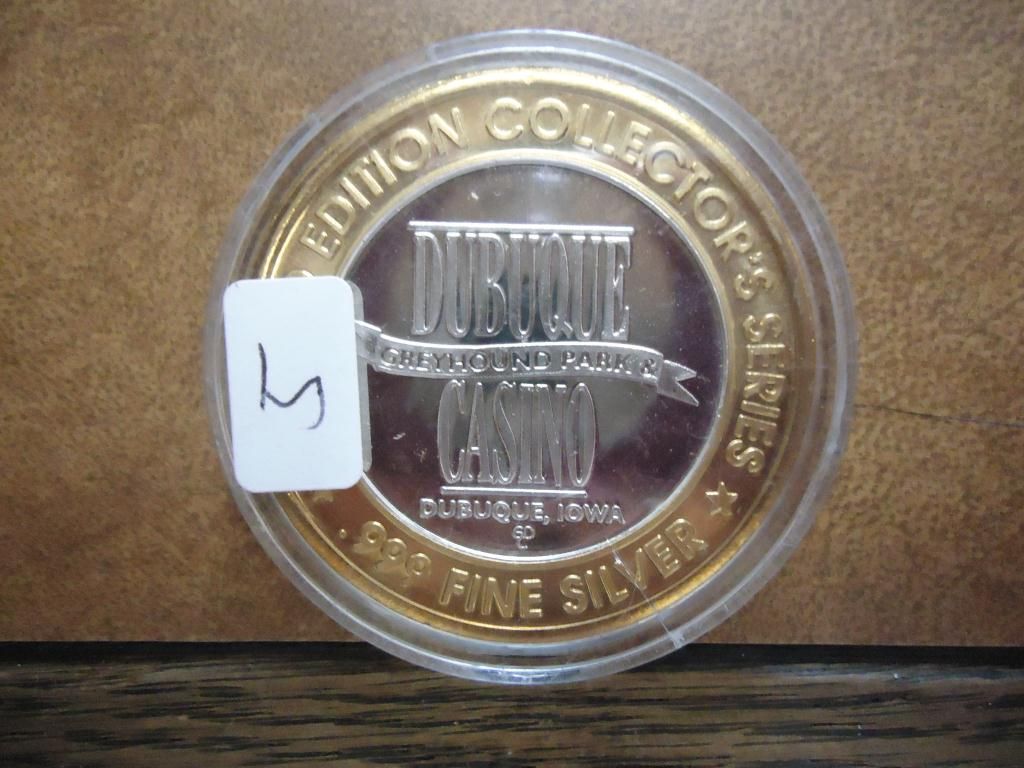 EDITION COLLECTOR'S SERIES
DUBUQUE
GREYHOUND PARK &
CASINO
DUBUQUE, IOWA
.999 FINE SILVER